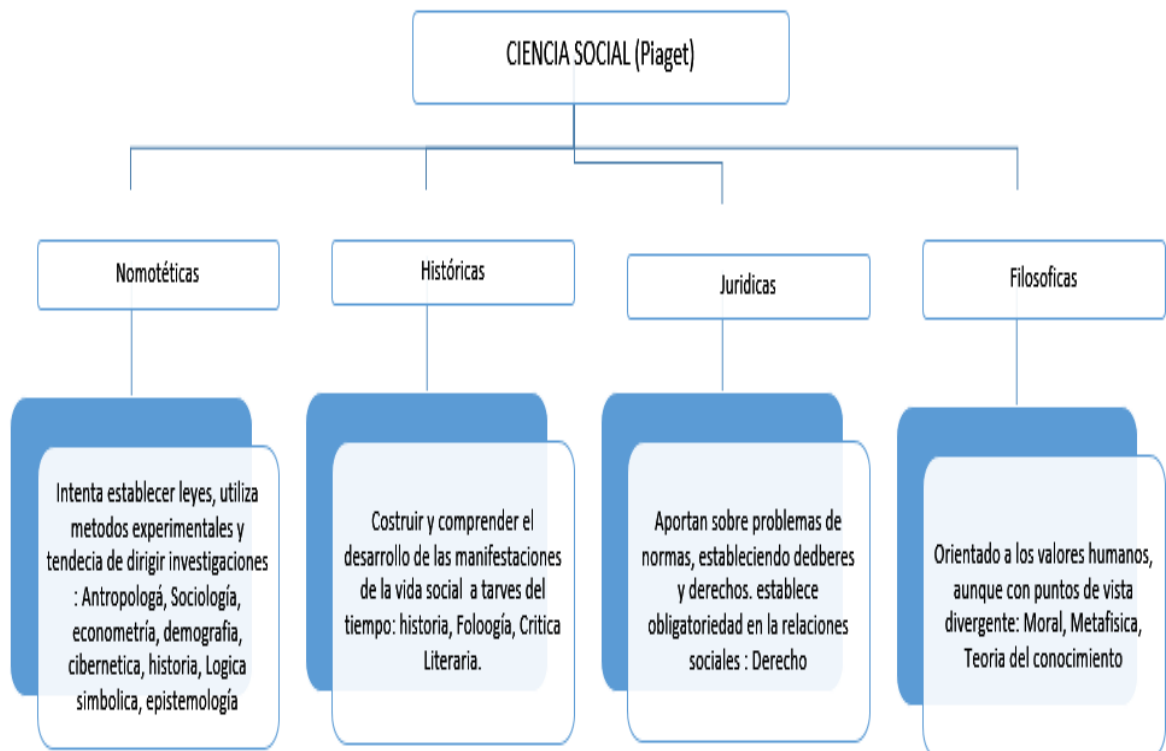 CIENCIA SOCIAL (Piaget)
Nomotéticas
Históricas
Juridicas
Filosoficas
Intenta establecer leyes, utiliza
metodos experimentales y
tendecia de dirigir investigaciones
: Antropologá, Sociología,
econometría, demografia,
cibernetica, historia, Logica
simbolica, epistemología
Costruir y comprender el
desarrollo de las manifestaciones
de la vida social a tarves del
tiempo: historia, Foloogía, Critica
Literaria.
Aportan sobre problemas de
normas, estableciendo dedberes
y derechos. establece
obligatoriedad en la relaciones
sociales : Derecho
Orientado a los valores humanos,
aunque con puntos de vista
divergente: Moral, Metafisica,
Teoria del conocimiento